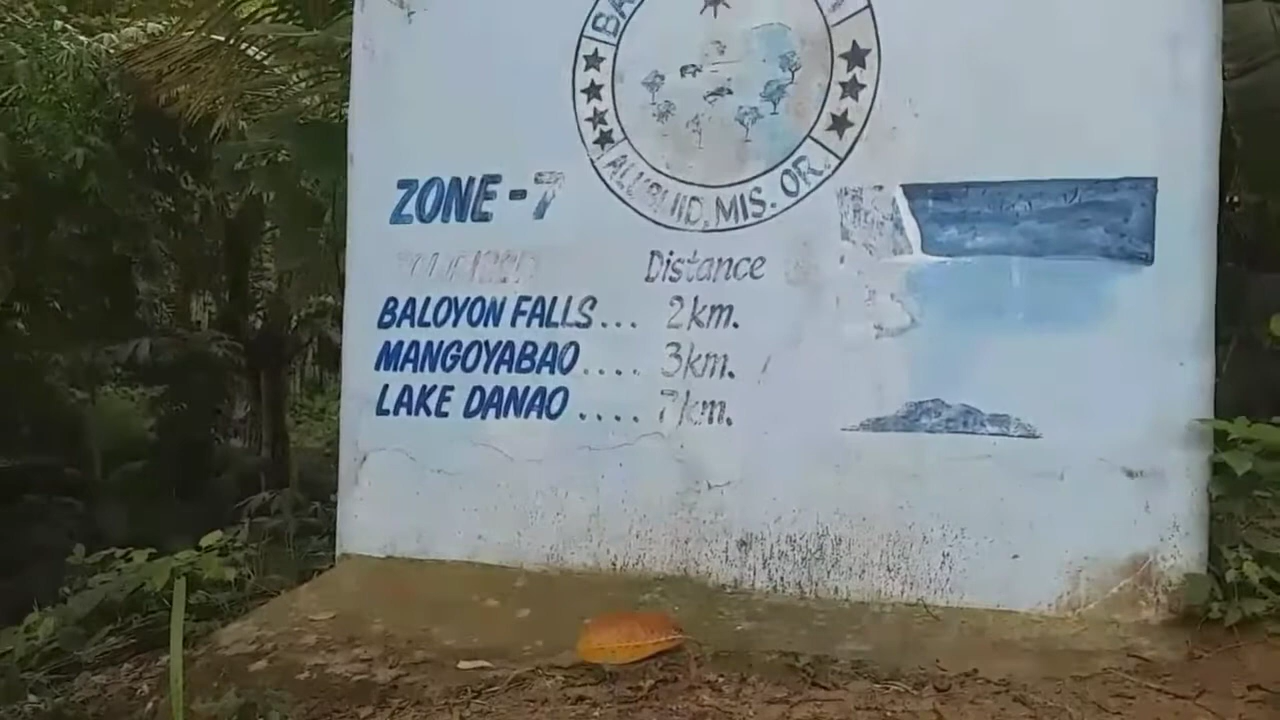 ALUBIJID, MIS. OR.
ZONE-7
Distance
BALOYON FALLS... 2km.
MANGOYABAO.... 3km.
LAKE DANAO.... 7km.